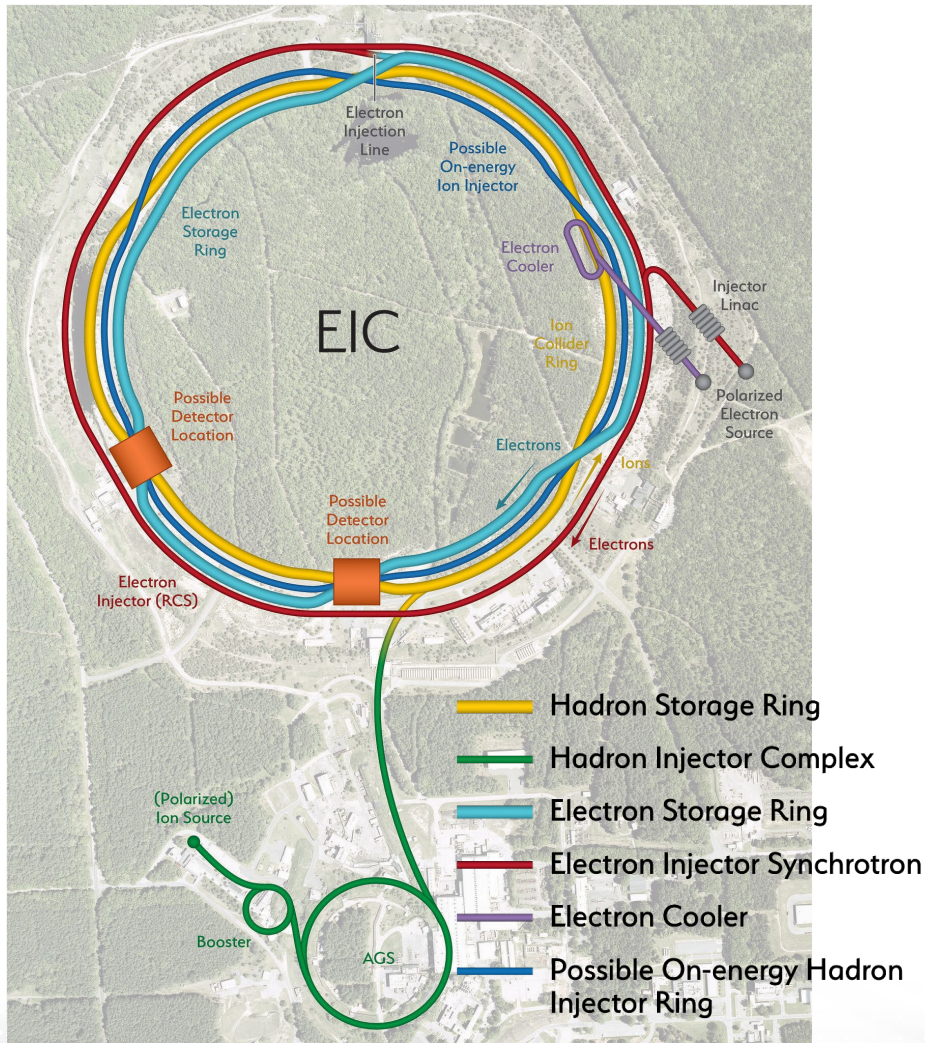 Electron
Injection
Line
Possible
On-energy
Ion Injector
Electron
Storage
Ring
Electron
Cooler
Injector
Linac
EIC
Ion
Collider
Ring
Polarized
Electron
Source
Possible
Detector
Location
Electrons
Ions
Possible
Detector
Location
Electrons
Electron
Injector (RCS)
Hadron Storage Ring
Hadron Injector Complex
(Polarized)
Ion Source
Electron Storage Ring
Electron Injector Synchrotron
Electron Cooler
Booster
AGS
Possible On-energy Hadron
Injector Ring